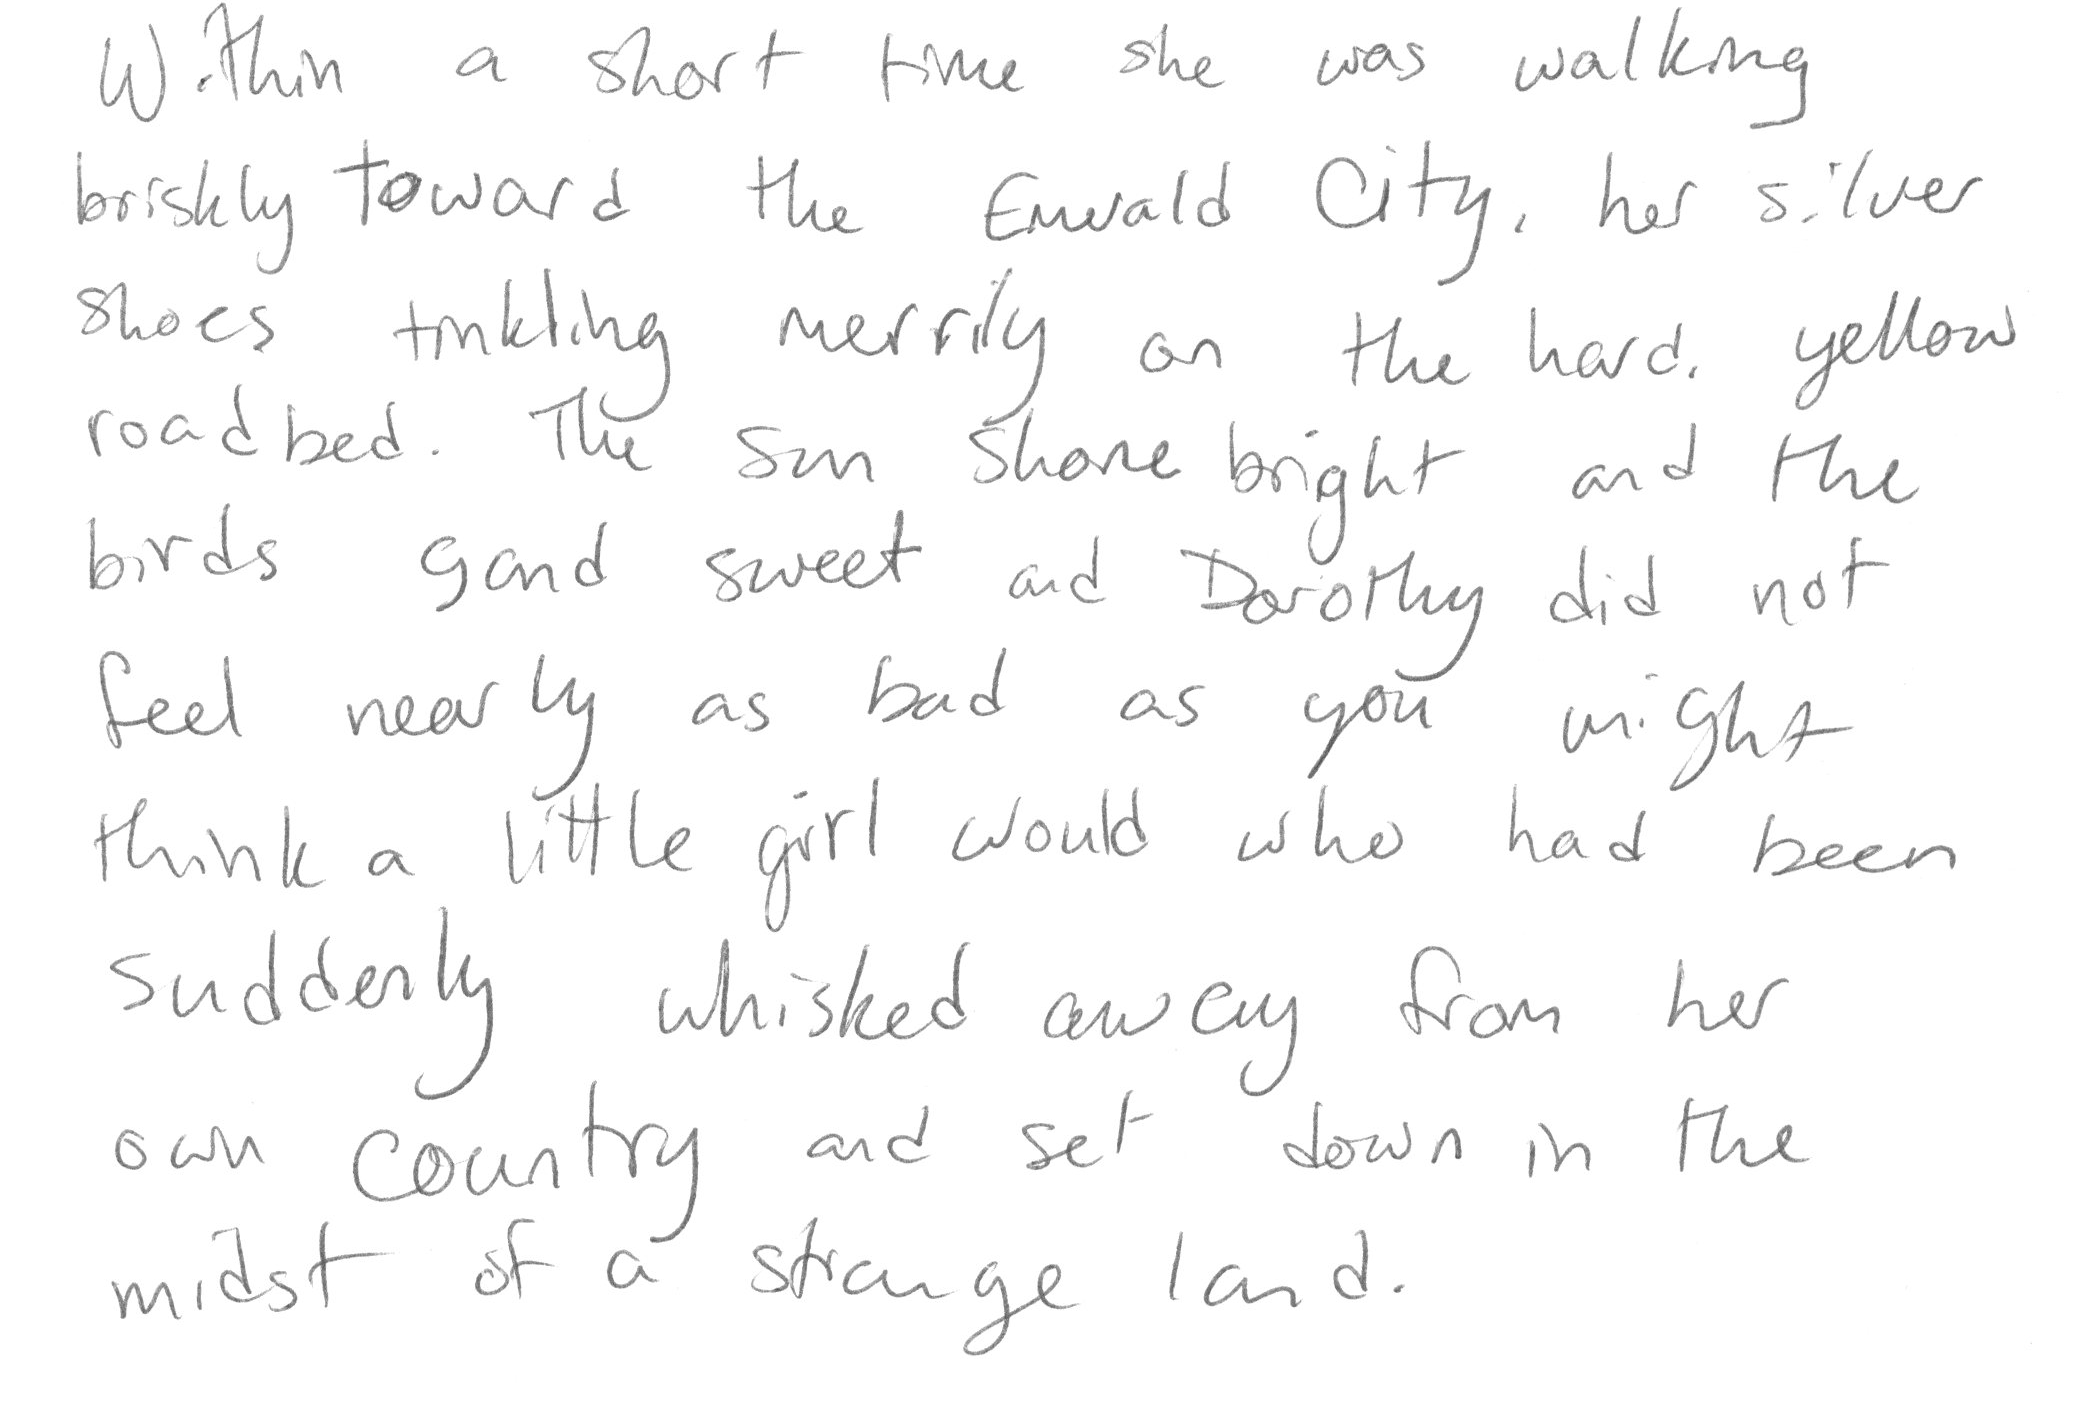 Within a short time she was walking
briskly toward the Emerald City, her silver
shoes tinkling merrily on the hard, yellow
roadbed. The sun shone bright and the
birds sand sweet and Dorothy did not
feel nearly as bad as you might
think a little girl would who had been
suddenly whisked away from her
own country and set down in the
midst of a strange land.